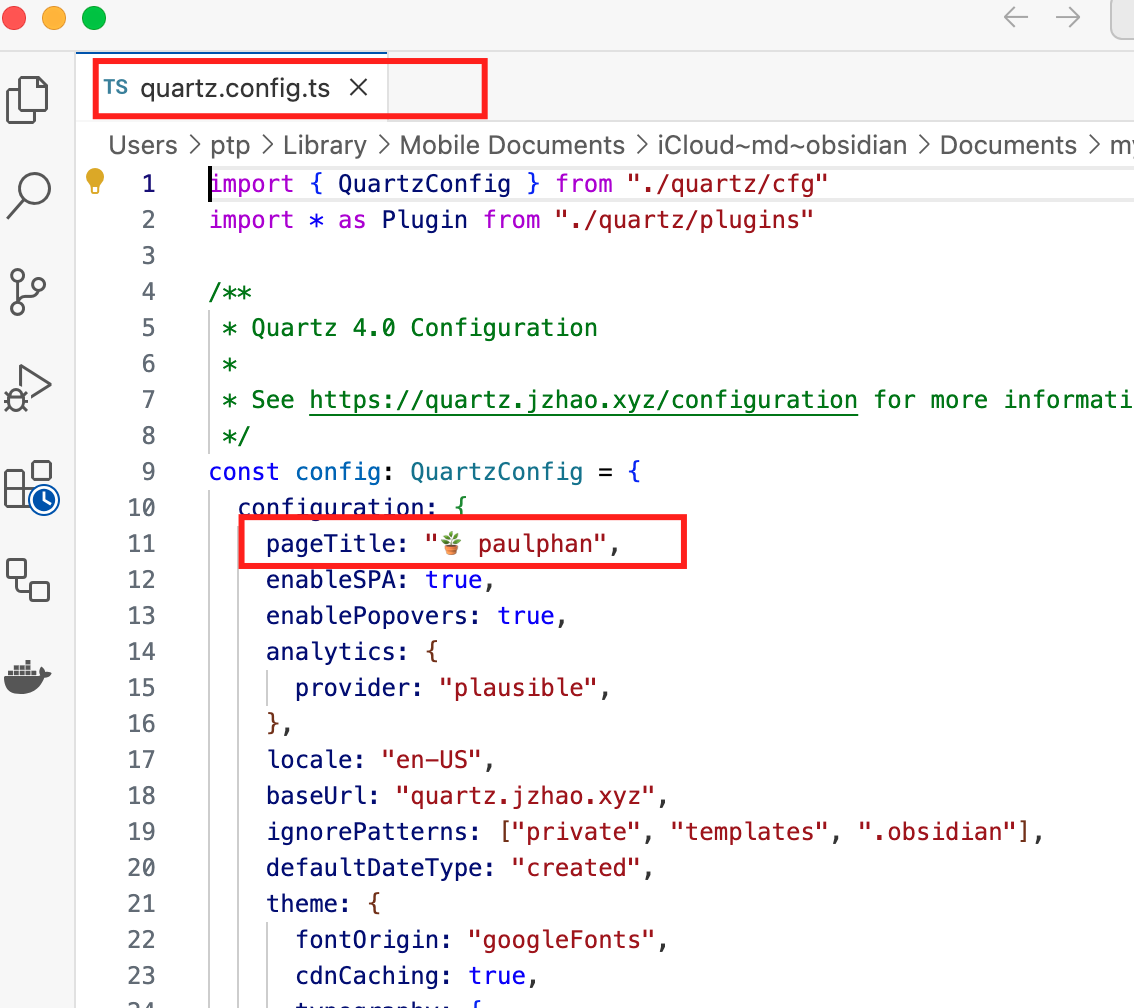 TS quartz.config.ts
Users > ptp > Library > Mobile Documents > iCloud~md~obsidian > Documents > my
1 import { QuartzConfig } from "./quartz/cfg"
2 import * as Plugin from "./quartz/plugins"
3
4 /**
5 * Quartz 4.0 Configuration
6 *
7 * See https://quartz.jzhao.xyz/configuration for more informati
8 */
9 const config: QuartzConfig = {
10 configuration: {
11 pageTitle: "🪴 paulphan",
12 enableSPA: true,
13 enablePopovers: true,
14 analytics: {
15 provider: "plausible",
16 },
17 locale: "en-US",
18 baseUrl: "quartz.jzhao.xyz",
19 ignorePatterns: ["private", "templates", ".obsidian"],
20 defaultDateType: "created",
21 theme: {
22 fontOrigin: "googleFonts",
23 cdnCaching: true,
24 typography: {